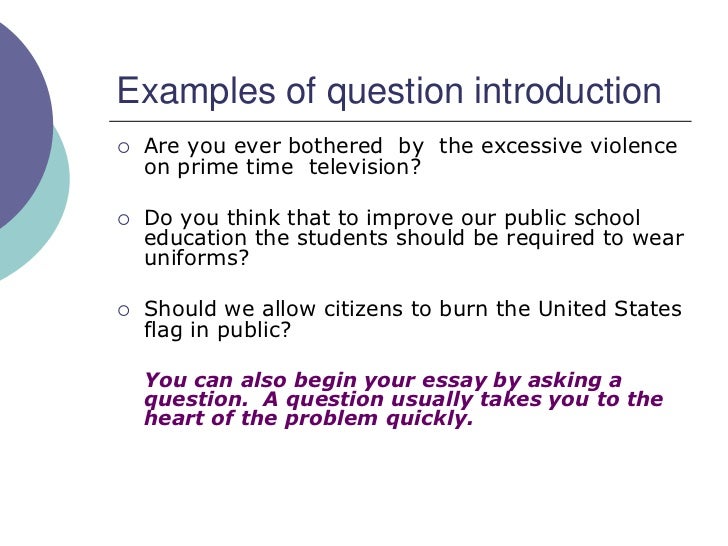 Examples of question introduction
Are you ever bothered by the excessive violence
on prime time television?
Do you think that to improve our public school
education the students should be required to wear
uniforms?
Should we allow citizens to burn the United States
flag in public?
You can also begin your essay by asking a
question. A question usually takes you to the
heart of the problem quickly.